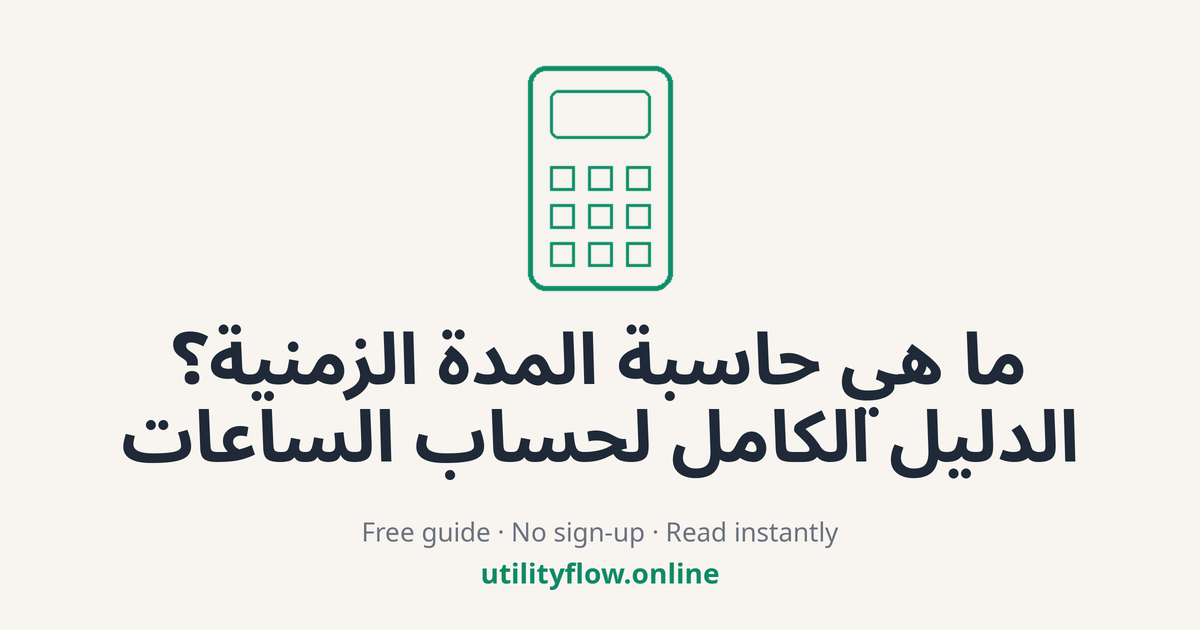 ما هي حاسبة المدة الزمنية؟
الدليل الكامل لحساب الساعات
Free guide · No sign-up · Read instantly
utilityflow.online